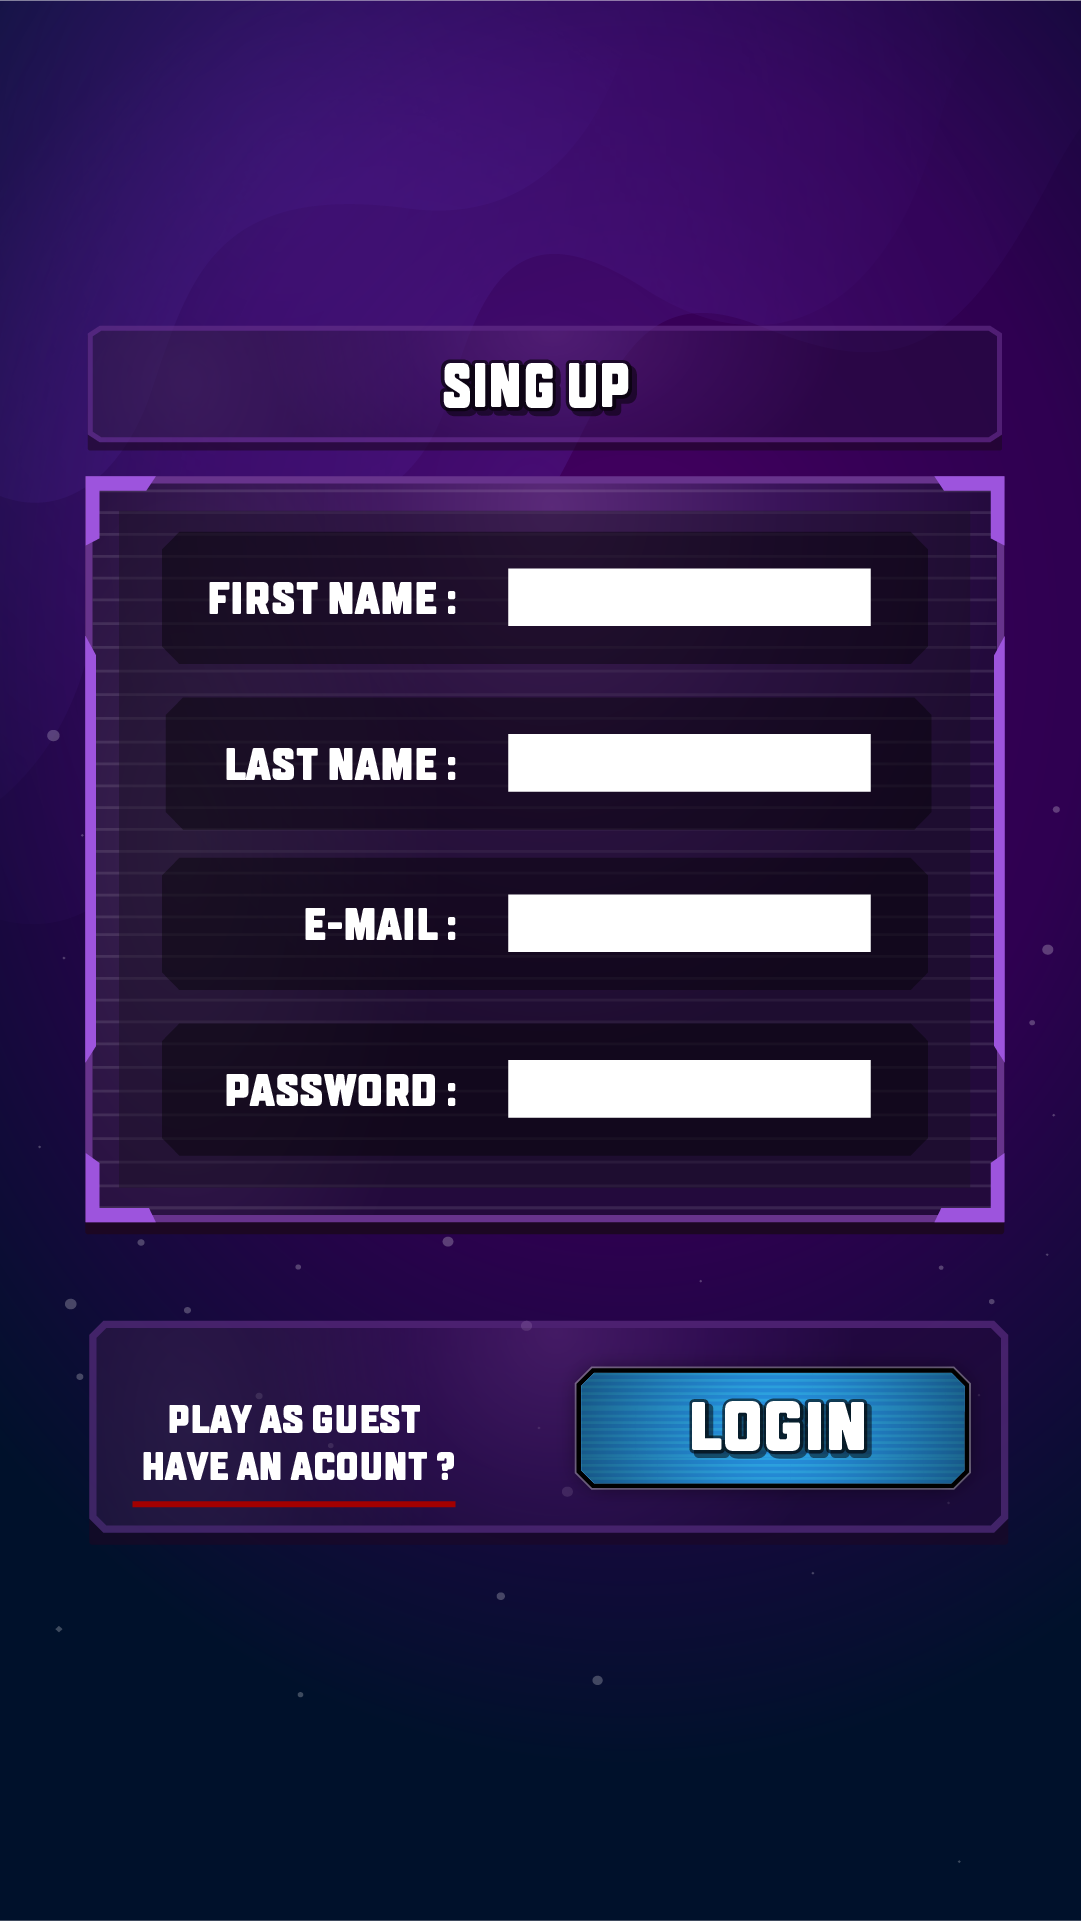 SING UP
FIRST NAME :
LAST NAME :
E-MAIL :
PASSWORD :
PLAY AS GUEST
HAVE AN ACOUNT ?
LOGIN